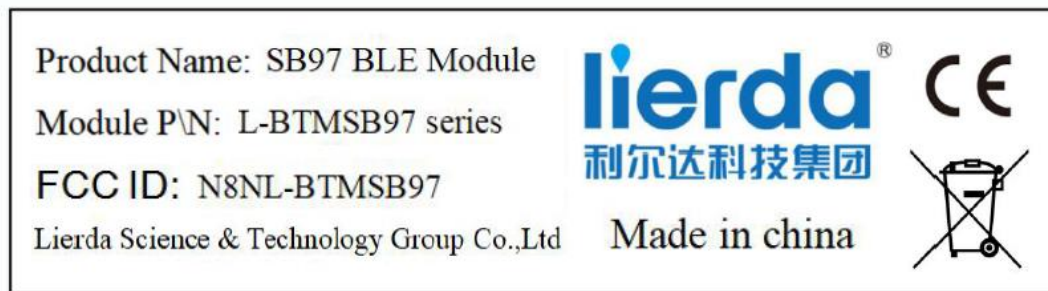 Product Name: SB97 BLE Module
Module P\N: L-BTMSB97 series
FCC ID: N8NL-BTMSB97
Lierda Science & Technology Group Co.,Ltd
lierda®
利尔达科技集团
Made in china
CE